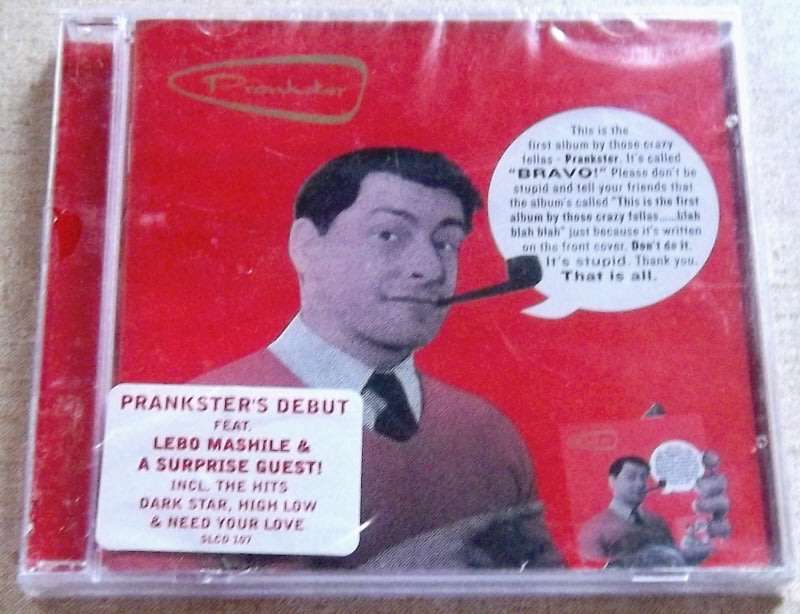 Prankster
This is the
first album by those crazy
fellas - Prankster. It's called
"BRAVO!" Please don't be
stupid and tell your friends that
the album's called "This is the first
album by those crazy fellas.....blah
blah blah" just because it's written
on the front cover. Don't do it.
It's stupid. Thank you.
That is all.
PRANKSTER'S DEBUT
FEAT.
LEBO MASHILE &
A SURPRISE GUEST!
INCL. THE HITS
DARK STAR, HIGH LOW
& NEED YOUR LOVE
SLCD 107